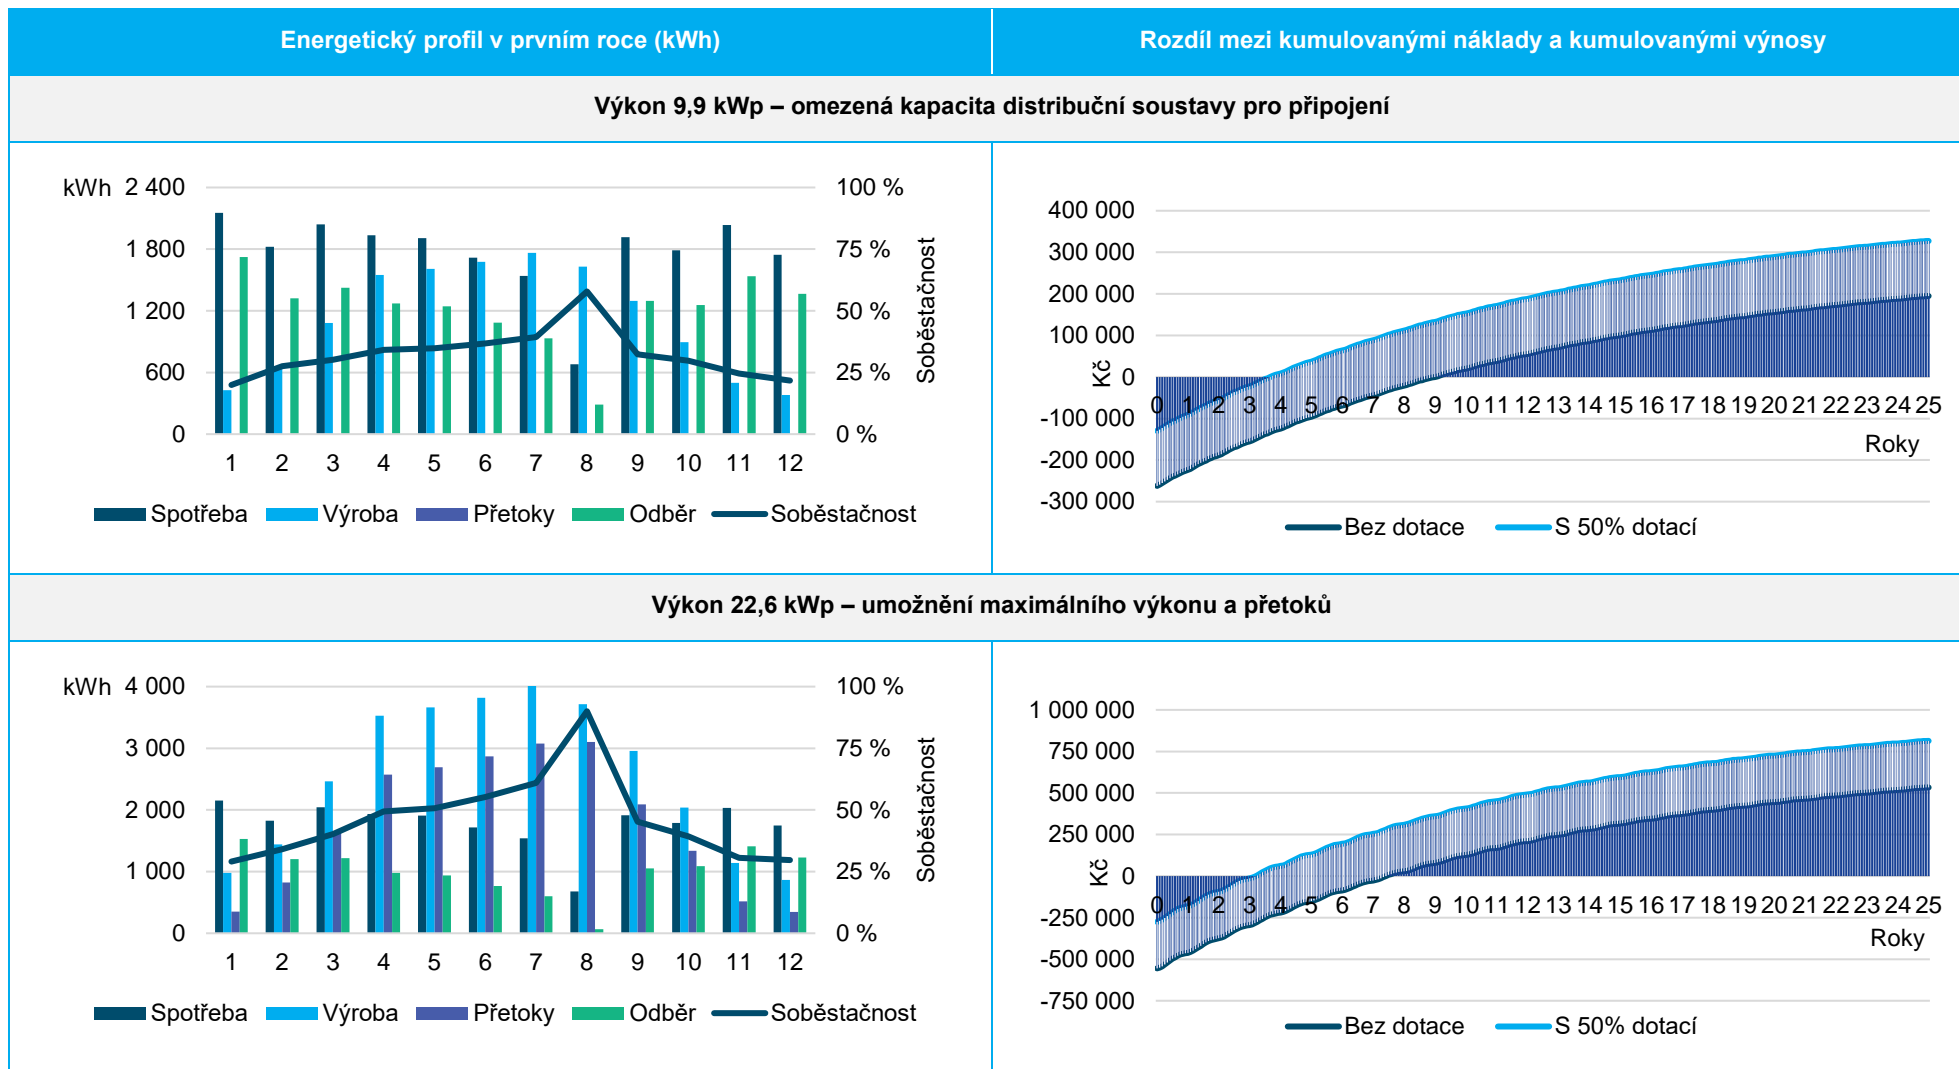 Energetický profil v prvním roce (kWh)
Rozdíl mezi kumulovanými náklady a kumulovanými výnosy
Výkon 9,9 kWp – omezená kapacita distribuční soustavy pro připojení
kWh
2 400
1 800
1 200
600
0
100 %
75 %
50 %
25 %
0 %
Soběstačnost
1 2 3 4 5 6 7 8 9 10 11 12
Spotřeba Výroba Přetoky Odběr Soběstačnost
400 000
300 000
200 000
100 000
0
-100 000
-200 000
-300 000
Kč
0 1 2 3 4 5 6 7 8 9 10 11 12 13 14 15 16 17 18 19 20 21 22 23 24 25
Roky
Bez dotace S 50% dotací
Výkon 22,6 kWp – umožnění maximálního výkonu a přetoků
kWh
4 000
3 000
2 000
1 000
0
100 %
75 %
50 %
25 %
0 %
Soběstačnost
1 2 3 4 5 6 7 8 9 10 11 12
Spotřeba Výroba Přetoky Odběr Soběstačnost
1 000 000
750 000
500 000
250 000
0
-250 000
-500 000
-750 000
Kč
0 1 2 3 4 5 6 7 8 9 10 11 12 13 14 15 16 17 18 19 20 21 22 23 24 25
Roky
Bez dotace S 50% dotací